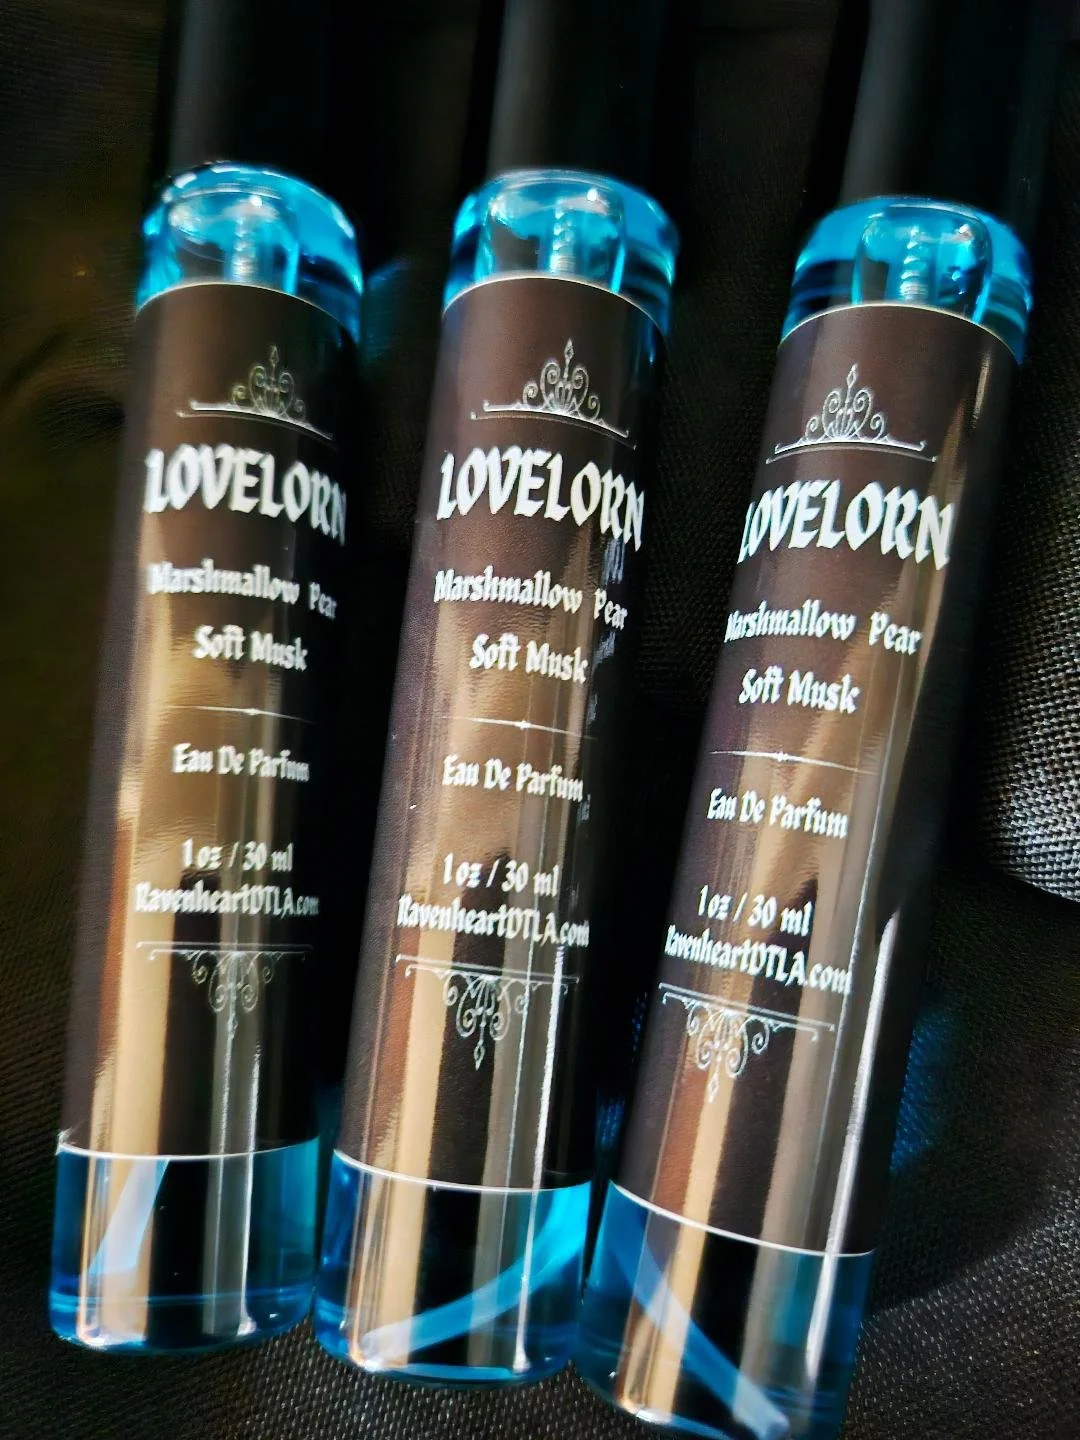 LOVELORN
Marshmallow Pear
Soft Musk
Eau De Parfum
1 oz / 30 ml
RavenheartDTLA.com
LOVELORN
Marshmallow Pear
Soft Musk
Eau De Parfum
1 oz / 30 ml
RavenheartDTLA.com
LOVELORN
Marshmallow Pear
Soft Musk
Eau De Parfum
1 oz / 30 ml
RavenheartDTLA.com